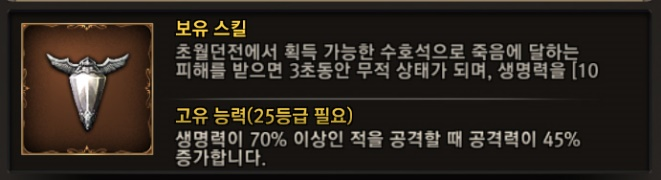 보유 스킬
초월던전에서 획득 가능한 수호석으로 죽음에 달하는
피해를 받으면 3초동안 무적 상태가 되며, 생명력을 [10
고유 능력(25등급 필요)
생명력이 70% 이상인 적을 공격할 때 공격력이 45%
증가합니다.